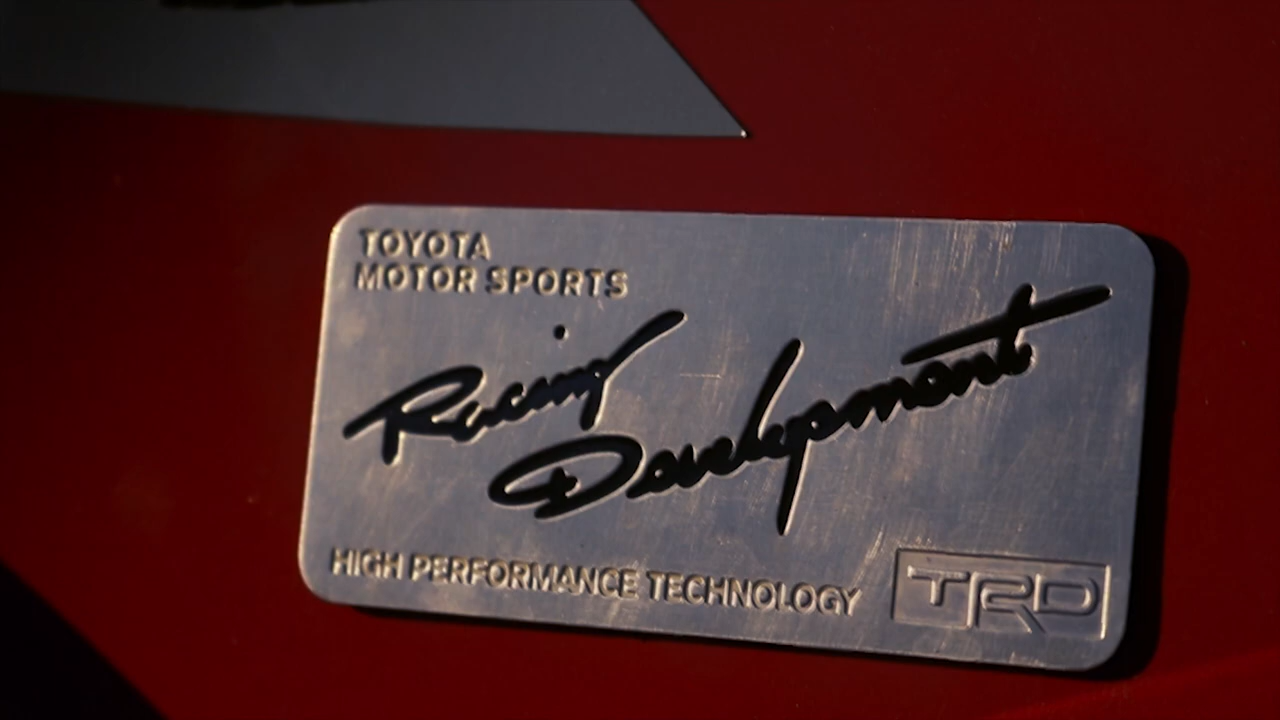 TOYOTA
MOTOR SPORTS
Racing
Development
HIGH PERFORMANCE TECHNOLOGY
TRD